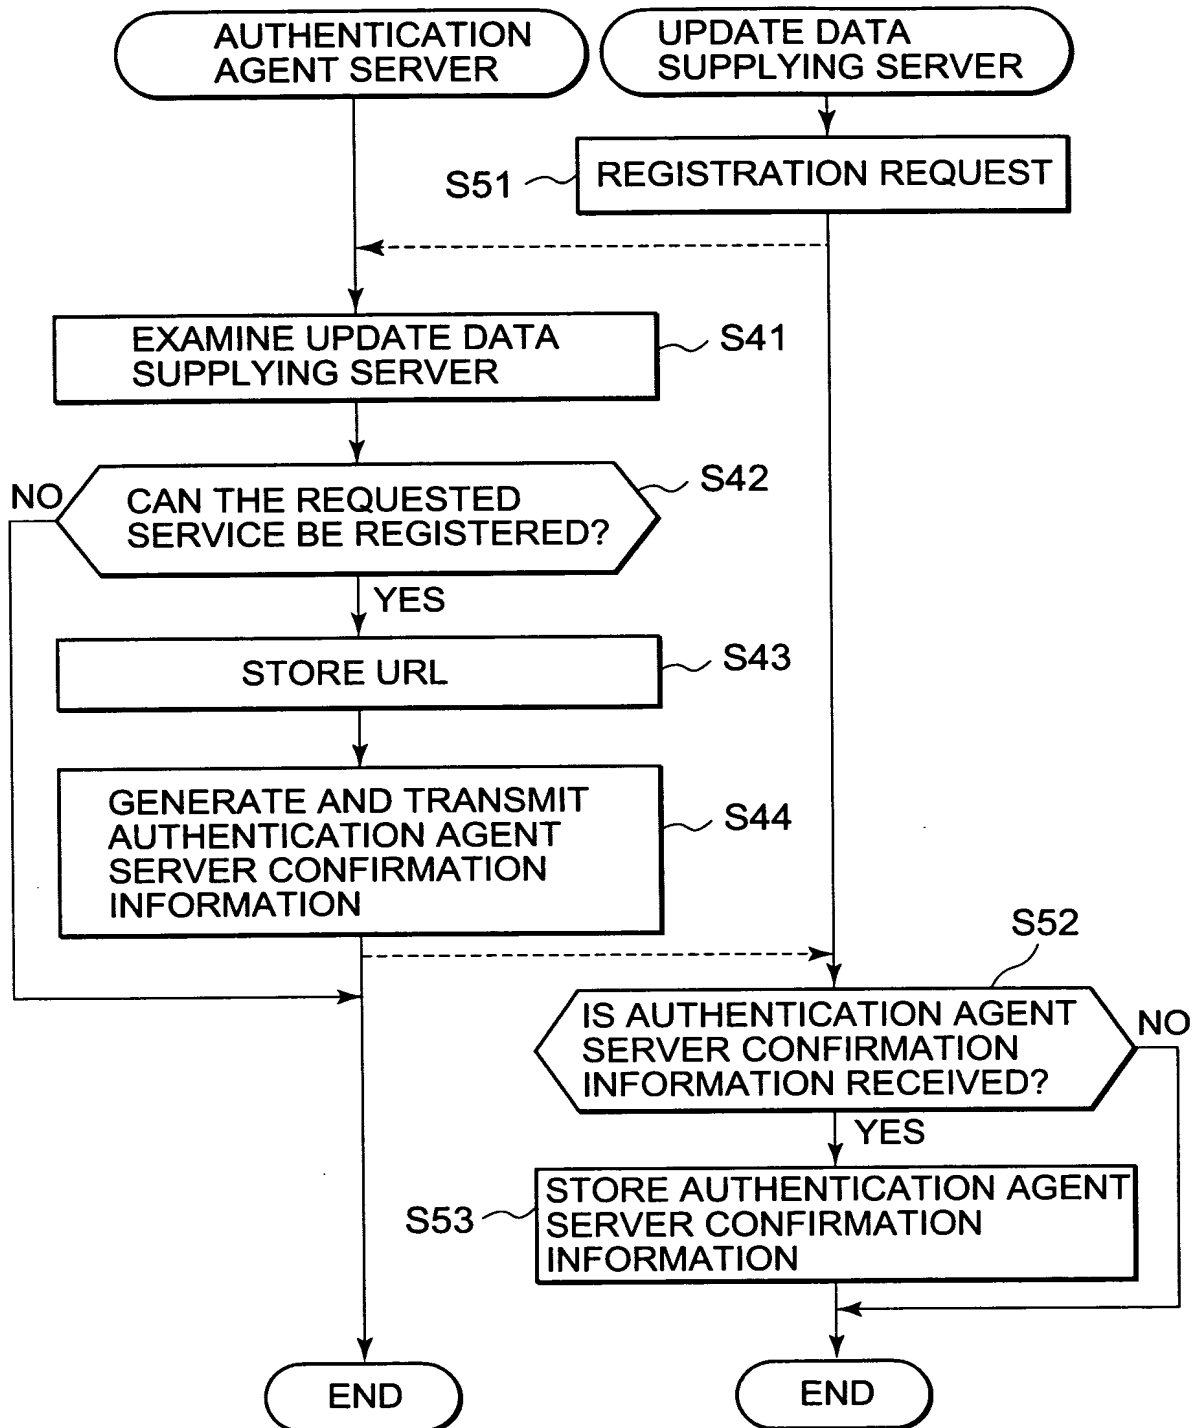 AUTHENTICATION
AGENT SERVER
UPDATE DATA
SUPPLYING SERVER
S51
REGISTRATION REQUEST
EXAMINE UPDATE DATA
SUPPLYING SERVER
S41
NO
CAN THE REQUESTED
SERVICE BE REGISTERED?
S42
YES
STORE URL
S43
GENERATE AND TRANSMIT
AUTHENTICATION AGENT
SERVER CONFIRMATION
INFORMATION
S44
S52
IS AUTHENTICATION AGENT
SERVER CONFIRMATION
INFORMATION RECEIVED?
NO
YES
S53
STORE AUTHENTICATION AGENT
SERVER CONFIRMATION
INFORMATION
END
END